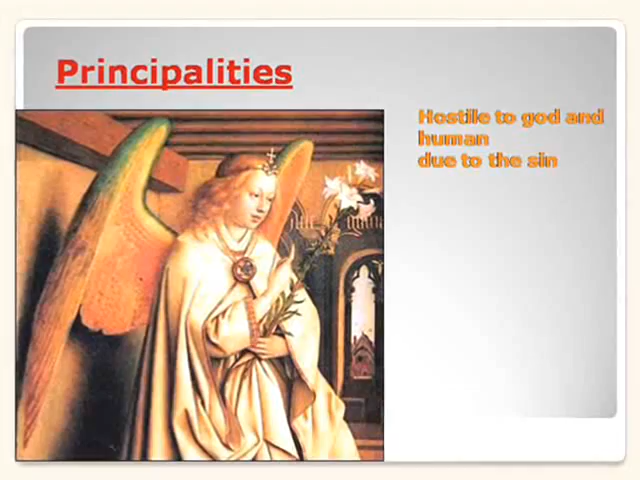 Principalities
Hostile to god and
human
due to the sin